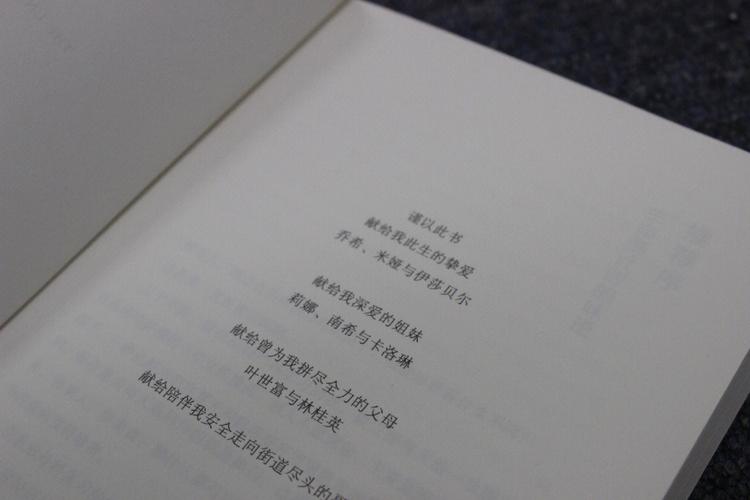 谨以此书
献给我此生的挚爱
乔希、米娅与伊莎贝尔
献给我深爱的姐妹
莉娜、南希与卡洛琳
献给曾为我拼尽全力的父母
叶世富与林桂英
献给陪伴我安全走向街道尽头的